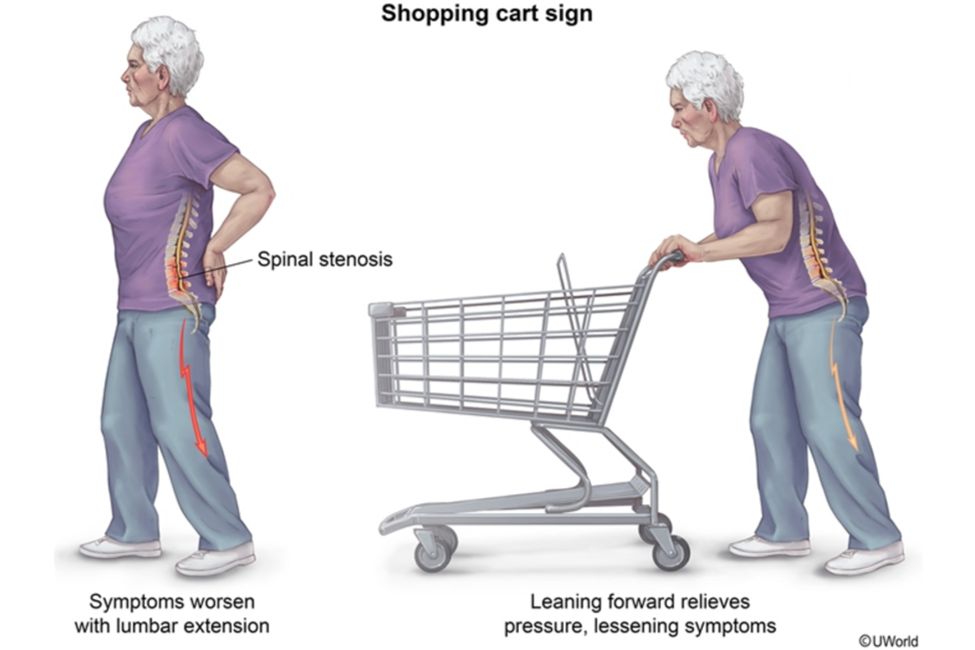 Shopping cart sign
Spinal stenosis
Symptoms worsen
with lumbar extension
Leaning forward relieves
pressure, lessening symptoms
©UWorld